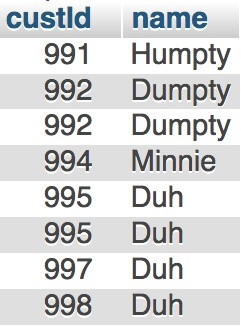 custId name
991 Humpty
992 Dumpty
992 Dumpty
994 Minnie
995 Duh
995 Duh
997 Duh
998 Duh